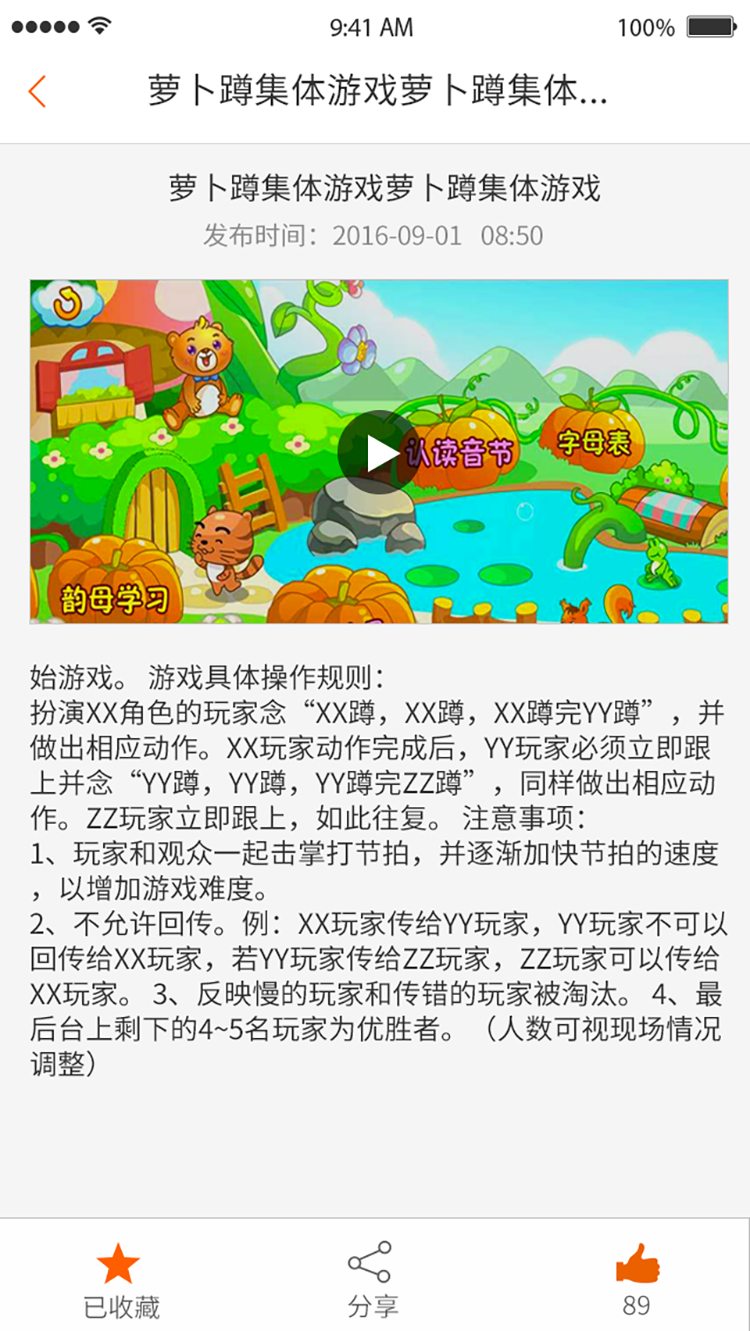 9:41 AM
100%
萝卜蹲集体游戏萝卜蹲集体...
萝卜蹲集体游戏萝卜蹲集体游戏
发布时间：2016-09-01 08:50
认读音节
字母表
韵母学习
始游戏。 游戏具体操作规则：
扮演XX角色的玩家念“XX蹲，XX蹲，XX蹲完YY蹲”，并
做出相应动作。XX玩家动作完成后，YY玩家必须立即跟
上并念“YY蹲，YY蹲，YY蹲完ZZ蹲”，同样做出相应动
作。ZZ玩家立即跟上，如此往复。 注意事项：
1、玩家和观众一起击掌打节拍，并逐渐加快节拍的速度
，以增加游戏难度。
2、不允许回传。例：XX玩家传给YY玩家，YY玩家不可以
回传给XX玩家，若YY玩家传给ZZ玩家，ZZ玩家可以传给
XX玩家。 3、反映慢的玩家和传错的玩家被淘汰。 4、最
后台上剩下的4~5名玩家为优胜者。（人数可视现场情况
调整）
已收藏
分享
89